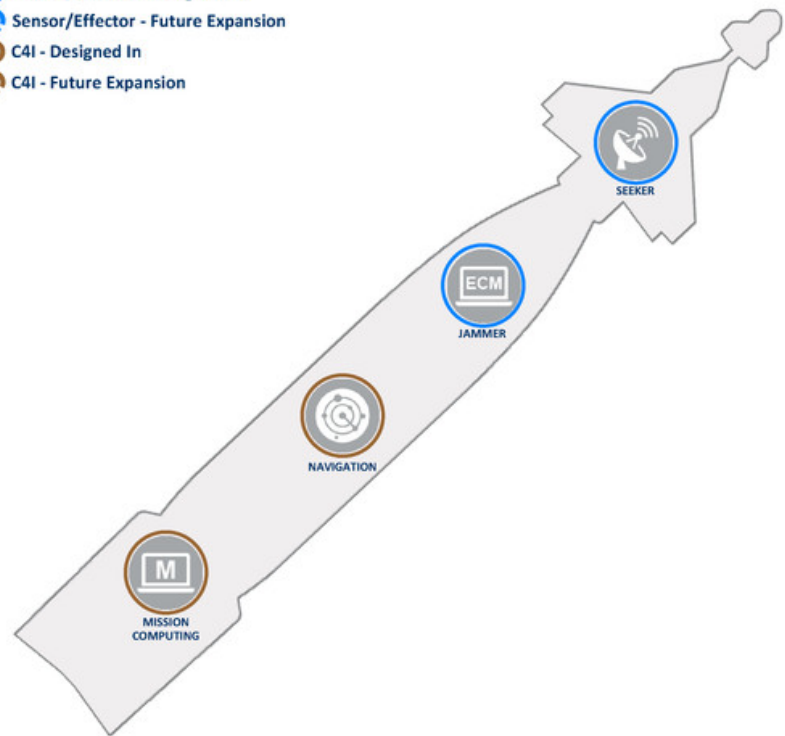 Sensor/Effector - Future Expansion
C4I - Designed In
C4I - Future Expansion
SEEKER
ECM
JAMMER
NAVIGATION
M
MISSION
COMPUTING